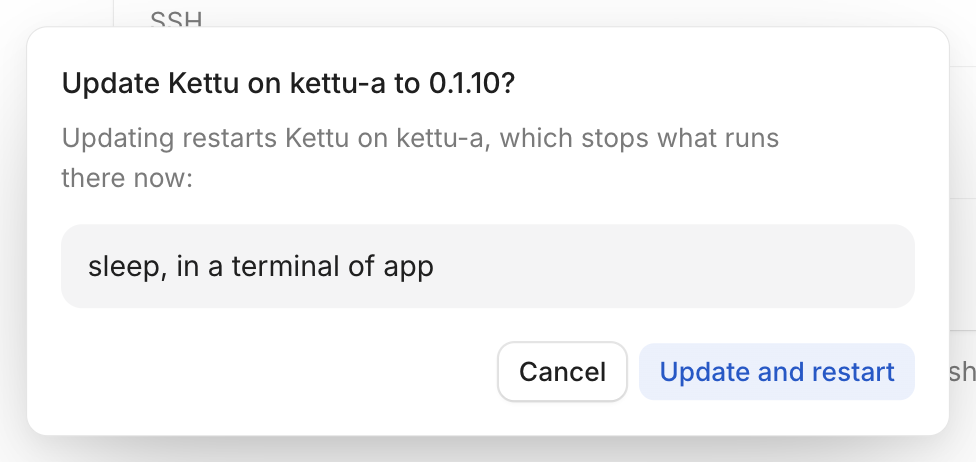 SSH
Update Kettu on kettu-a to 0.1.10?
Updating restarts Kettu on kettu-a, which stops what runs
there now:
sleep, in a terminal of app
Cancel
Update and restart
sh